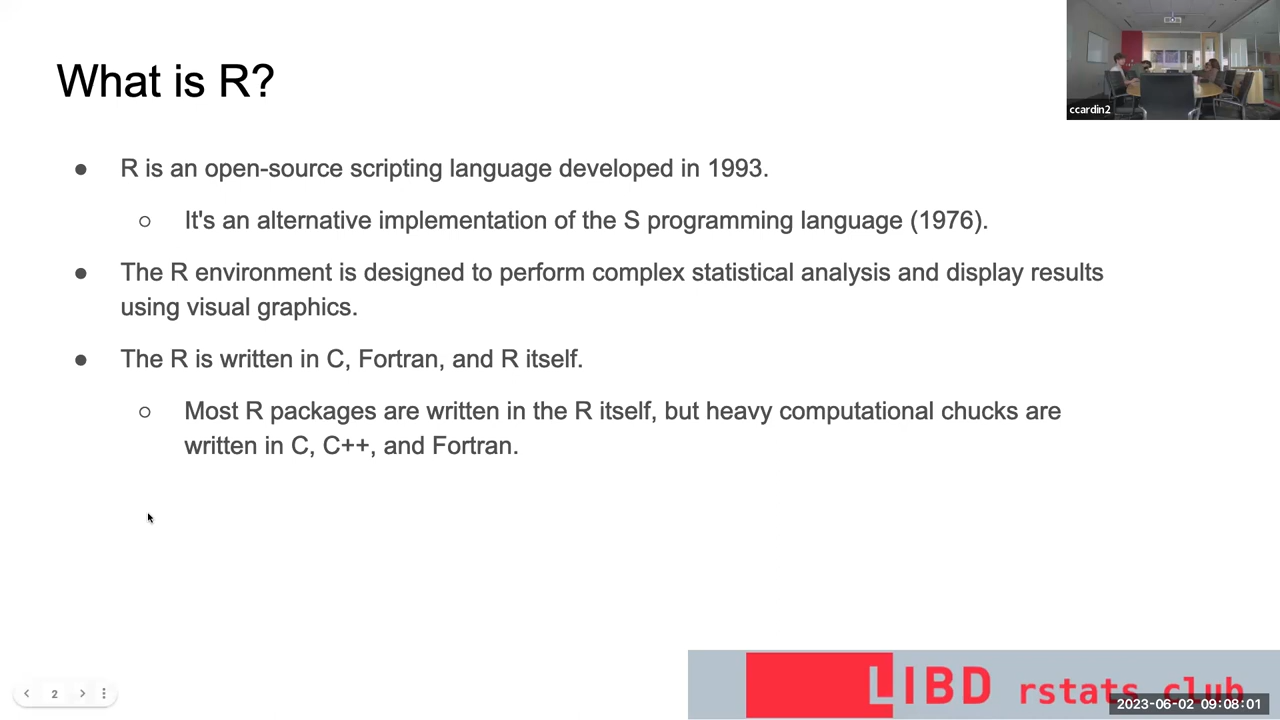 What is R?
ccardin2
● R is an open-source scripting language developed in 1993.
○ It's an alternative implementation of the S programming language (1976).
● The R environment is designed to perform complex statistical analysis and display results
using visual graphics.
● The R is written in C, Fortran, and R itself.
○ Most R packages are written in the R itself, but heavy computational chucks are
written in C, C++, and Fortran.
2
LIBD rstats club
2023-06-02 09:08:01